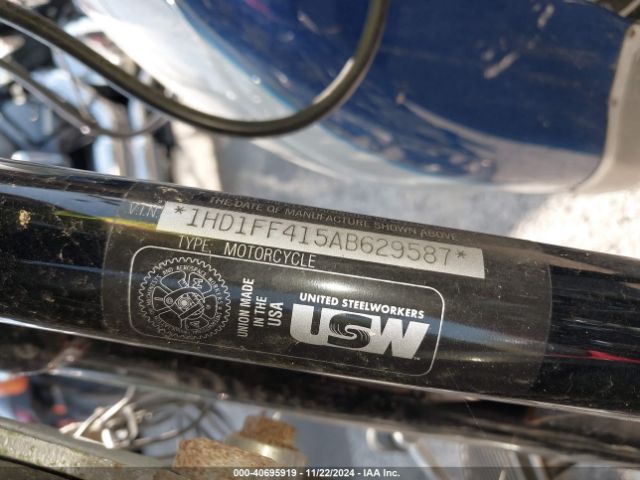 THE DATE OF MANUFACTURE SHOWN ABOVE
V.I.N. *1HD1FF415AB629587*
TYPE: MOTORCYCLE
UNION MADE
IN THE
USA
UNITED STEELWORKERS
USW
000-40695919 - 11/22/2024 - IAA Inc.